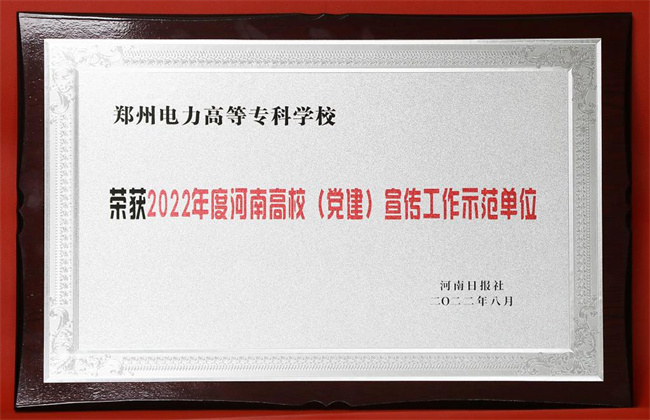 郑州电力高等专科学校
荣获2022年度河南高校（党建）宣传工作示范单位
河南日报社
二〇二二年八月